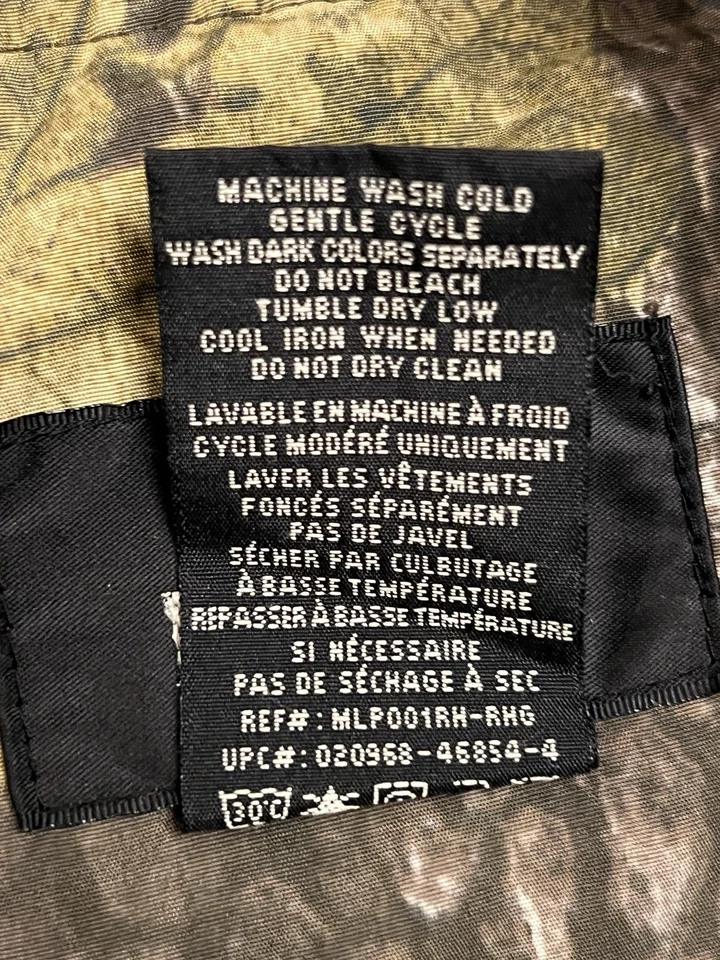 MACHINE WASH COLD
GENTLE CYCLE
WASH DARK COLORS SEPARATELY
DO NOT BLEACH
TUMBLE DRY LOW
COOL IRON WHEN NEEDED
DO NOT DRY CLEAN
LAVABLE EN MACHINE À FROID
CYCLE MODÉRÉ UNIQUEMENT
LAVER LES VÊTEMENTS
FONCÉS SÉPARÉMENT
PAS DE JAVEL
SÉCHER PAR CULBUTAGE
À BASSE TEMPÉRATURE
REPASSER À BASSE TEMPÉRATURE
SI NÉCESSAIRE
PAS DE SÉCHAGE À SEC
REF#: MLP001RH-RHG
UPC#: 020968-46854-4
30°C